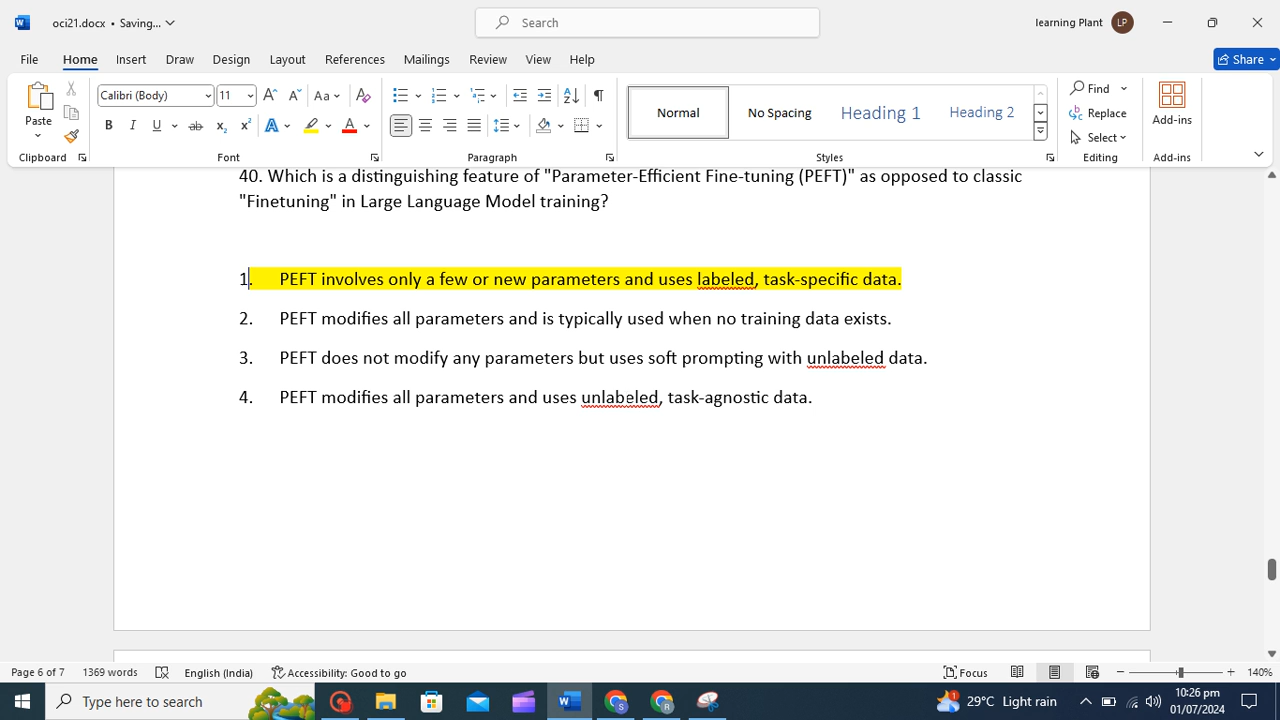 oci21.docx • Saving...
Search
learning Plant
LP
File Home Insert Draw Design Layout References Mailings Review View Help
Share
Paste
Calibri (Body) 11
Aa
B I U ab x₂ x² A A
Normal
No Spacing
Heading 1
Heading 2
Find
Replace
Select
Add-ins
Clipboard Font Paragraph Styles Editing Add-ins
40. Which is a distinguishing feature of "Parameter-Efficient Fine-tuning (PEFT)" as opposed to classic
"Finetuning" in Large Language Model training?
1. PEFT involves only a few or new parameters and uses labeled, task-specific data.
2. PEFT modifies all parameters and is typically used when no training data exists.
3. PEFT does not modify any parameters but uses soft prompting with unlabeled data.
4. PEFT modifies all parameters and uses unlabeled, task-agnostic data.
Page 6 of 7 1369 words English (India) Accessibility: Good to go Focus 140%
Type here to search
S
R
1
29°C Light rain
10:26 pm
01/07/2024